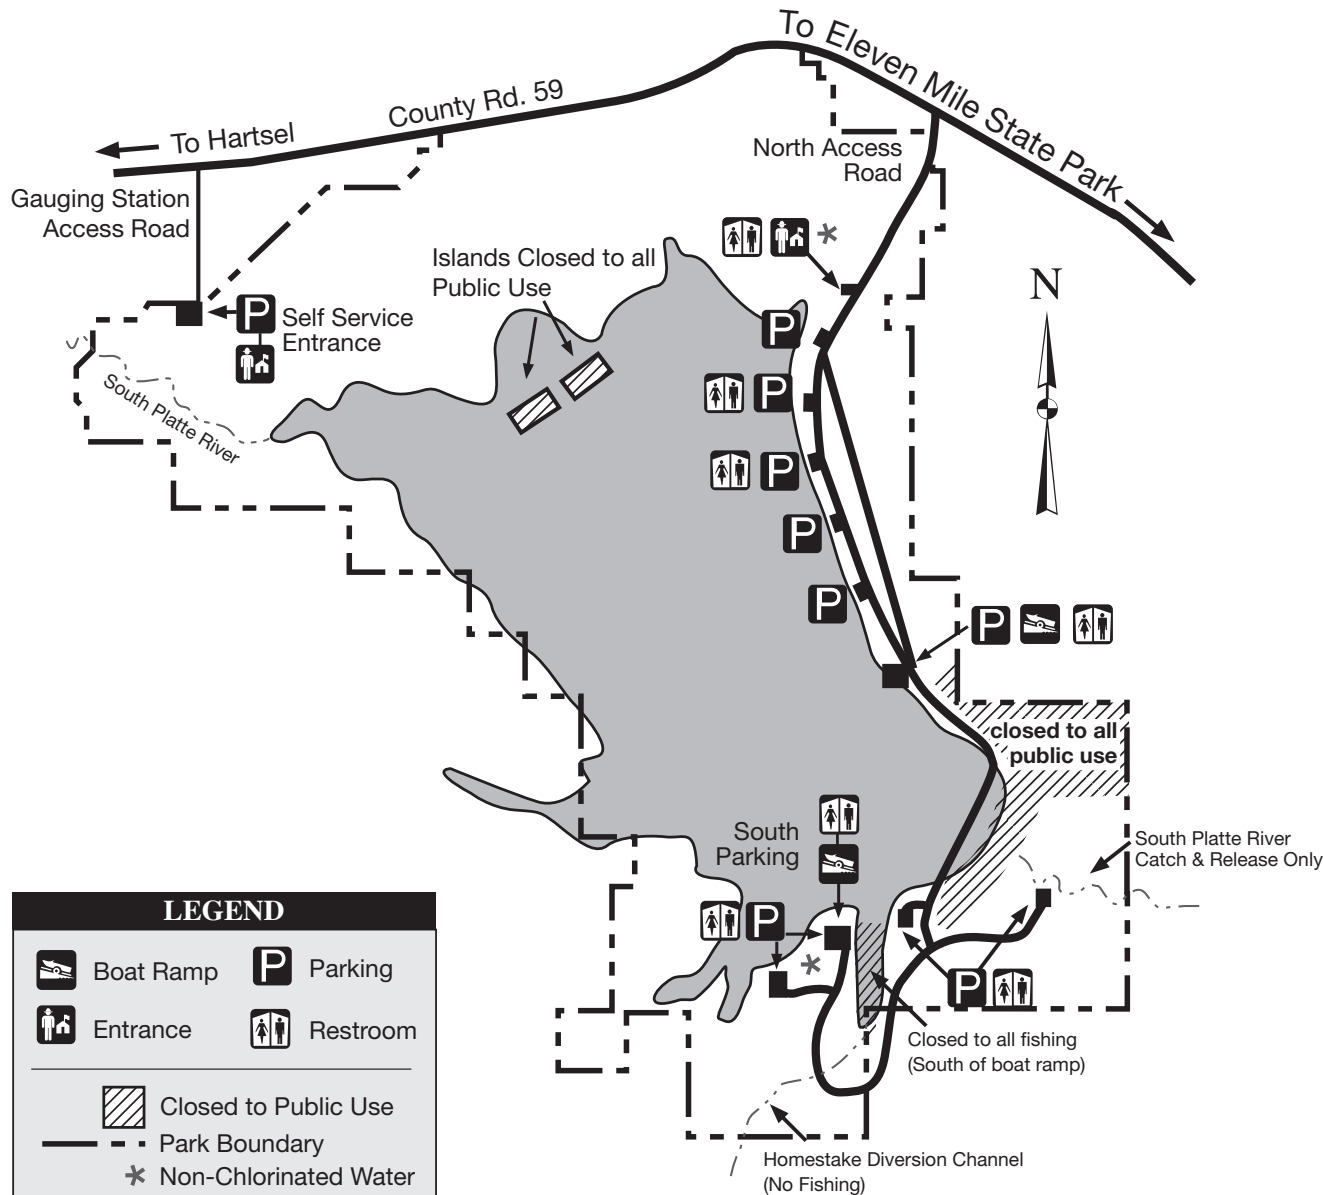 To Eleven Mile State Park
County Rd. 59
To Hartsel
North Access
Road
Gauging Station
Access Road
Islands Closed to all
Public Use
N
P
Self Service
Entrance
P
South Platte River
P
P
P
P
P
closed to all
public use
South
Parking
South Platte River
Catch & Release Only
P
P
Closed to all fishing
(South of boat ramp)
Homestake Diversion Channel
(No Fishing)
LEGEND
Boat Ramp
P
Parking
Entrance
Restroom
Closed to Public Use
Park Boundary
Non-Chlorinated Water